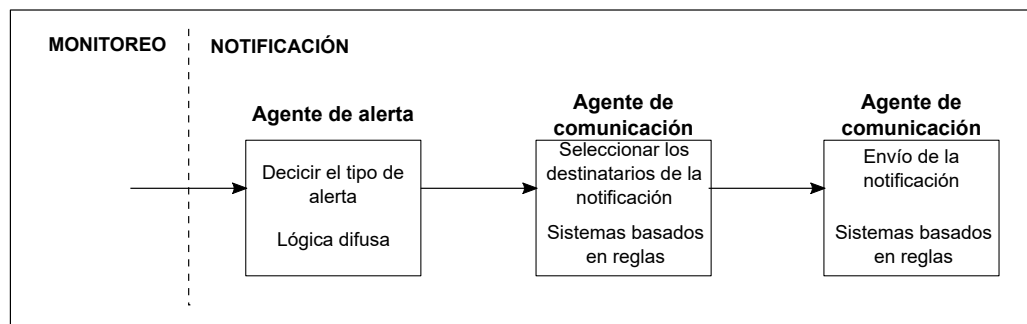 MONITOREO
NOTIFICACIÓN
Agente de alerta
Decicir el tipo de
alerta
Lógica difusa
Agente de
comunicación
Seleccionar los
destinatarios de la
notificación
Sistemas basados
en reglas
Agente de
comunicación
Envío de la
notificación
Sistemas basados
en reglas